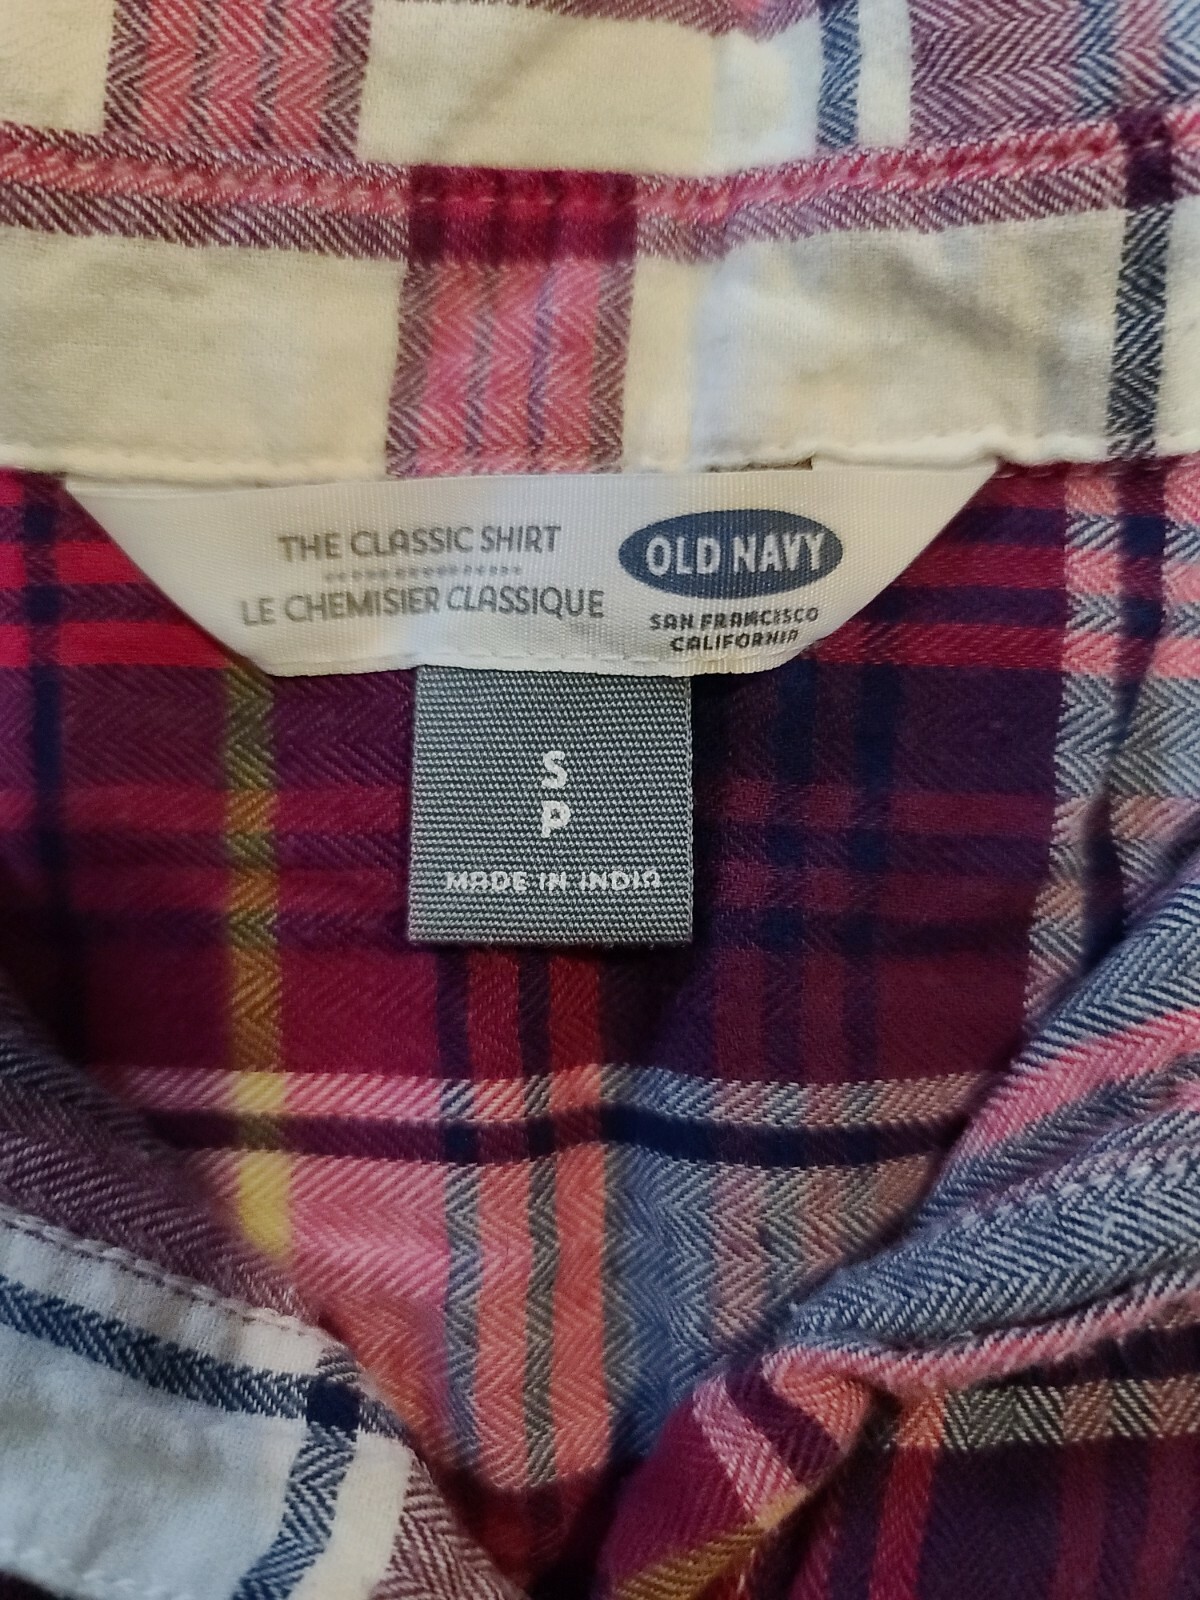 THE CLASSIC SHIRT
LE CHEMISIER CLASSIQUE
OLD NAVY
SAN FRANCISCO
CALIFORNIA
S
P
MADE IN INDIA